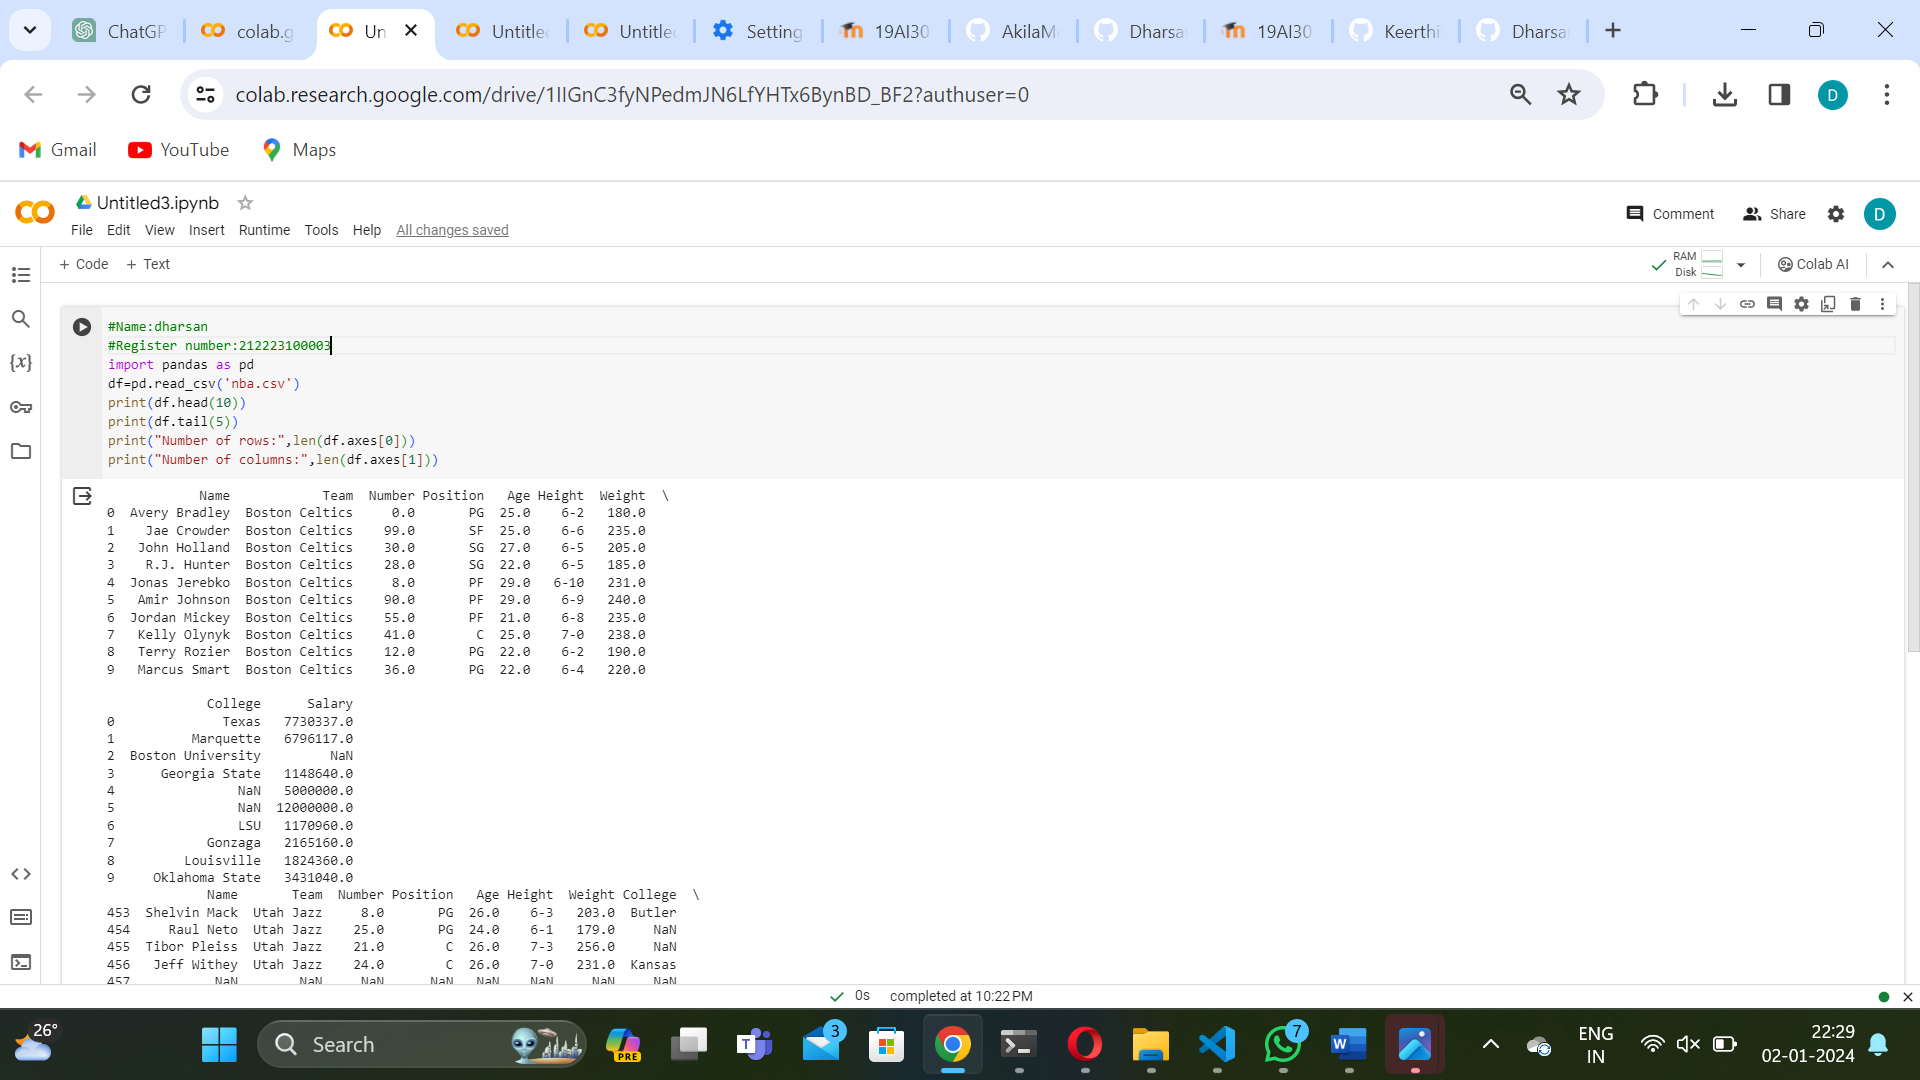 ChatGP
colab.g
Un
Untitle
Untitle
Setting
19AI30
AkilaM
Dharsa
19AI30
Keerthi
Dharsa
colab.research.google.com/drive/1IIGnC3fyNPedmJN6LfYHTx6BynBD_BF2?authuser=0
D
Gmail YouTube Maps
Untitled3.ipynb
Comment Share D
File Edit View Insert Runtime Tools Help All changes saved
+ Code + Text
RAM
Disk
Colab AI
#Name:dharsan
#Register number:212223100003
import pandas as pd
df=pd.read_csv('nba.csv')
print(df.head(10))
print(df.tail(5))
print("Number of rows:",len(df.axes[0]))
print("Number of columns:",len(df.axes[1]))
Name Team Number Position Age Height Weight \
0 Avery Bradley Boston Celtics 0.0 PG 25.0 6-2 180.0
1 Jae Crowder Boston Celtics 99.0 SF 25.0 6-6 235.0
2 John Holland Boston Celtics 30.0 SG 27.0 6-5 205.0
3 R.J. Hunter Boston Celtics 28.0 SG 22.0 6-5 185.0
4 Jonas Jerebko Boston Celtics 8.0 PF 29.0 6-10 231.0
5 Amir Johnson Boston Celtics 90.0 PF 29.0 6-9 240.0
6 Jordan Mickey Boston Celtics 55.0 PF 21.0 6-8 235.0
7 Kelly Olynyk Boston Celtics 41.0 C 25.0 7-0 238.0
8 Terry Rozier Boston Celtics 12.0 PG 22.0 6-2 190.0
9 Marcus Smart Boston Celtics 36.0 PG 22.0 6-4 220.0
College Salary
0 Texas 7730337.0
1 Marquette 6796117.0
2 Boston University NaN
3 Georgia State 1148640.0
4 NaN 5000000.0
5 NaN 12000000.0
6 LSU 1170960.0
7 Gonzaga 2165160.0
8 Louisville 1824360.0
9 Oklahoma State 3431040.0
Name Team Number Position Age Height Weight College \
453 Shelvin Mack Utah Jazz 8.0 PG 26.0 6-3 203.0 Butler
454 Raul Neto Utah Jazz 25.0 PG 24.0 6-1 179.0 NaN
455 Tibor Pleiss Utah Jazz 21.0 C 26.0 7-3 256.0 NaN
456 Jeff Withey Utah Jazz 24.0 C 26.0 7-0 231.0 Kansas
457 NaN NaN NaN NaN NaN NaN NaN NaN
0s completed at 10:22 PM
26°
Search
PRE
3
7
ENG
IN
22:29
02-01-2024